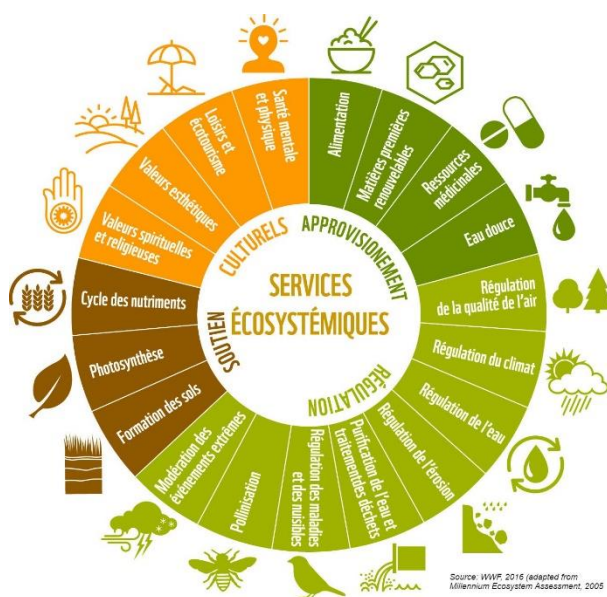 SERVICES
ÉCOSYSTÉMIQUES
APPROVISIONEMENT
Alimentation
Matières premières
renouvelables
Ressources
médicinales
Eau douce
RÉGULATION
Régulation
de la qualité de l'air
Régulation du climat
Régulation de l'eau
Régulation de l'érosion
Purification de l'eau et
traitementdes déchets
Régulation des maladies
et des nuisibles
Pollinisation
Modération des
événements extrêmes
SOUTIEN
Formation des sols
Photosynthèse
Cycle des nutriments
CULTURELS
Valeurs spirituelles
et religieuses
Valeurs esthétiques
Loisirs et
écotourisme
Santé mentale
et physique
Source: WWF, 2016 (adapted from
Millennium Ecosystem Assessment, 2005